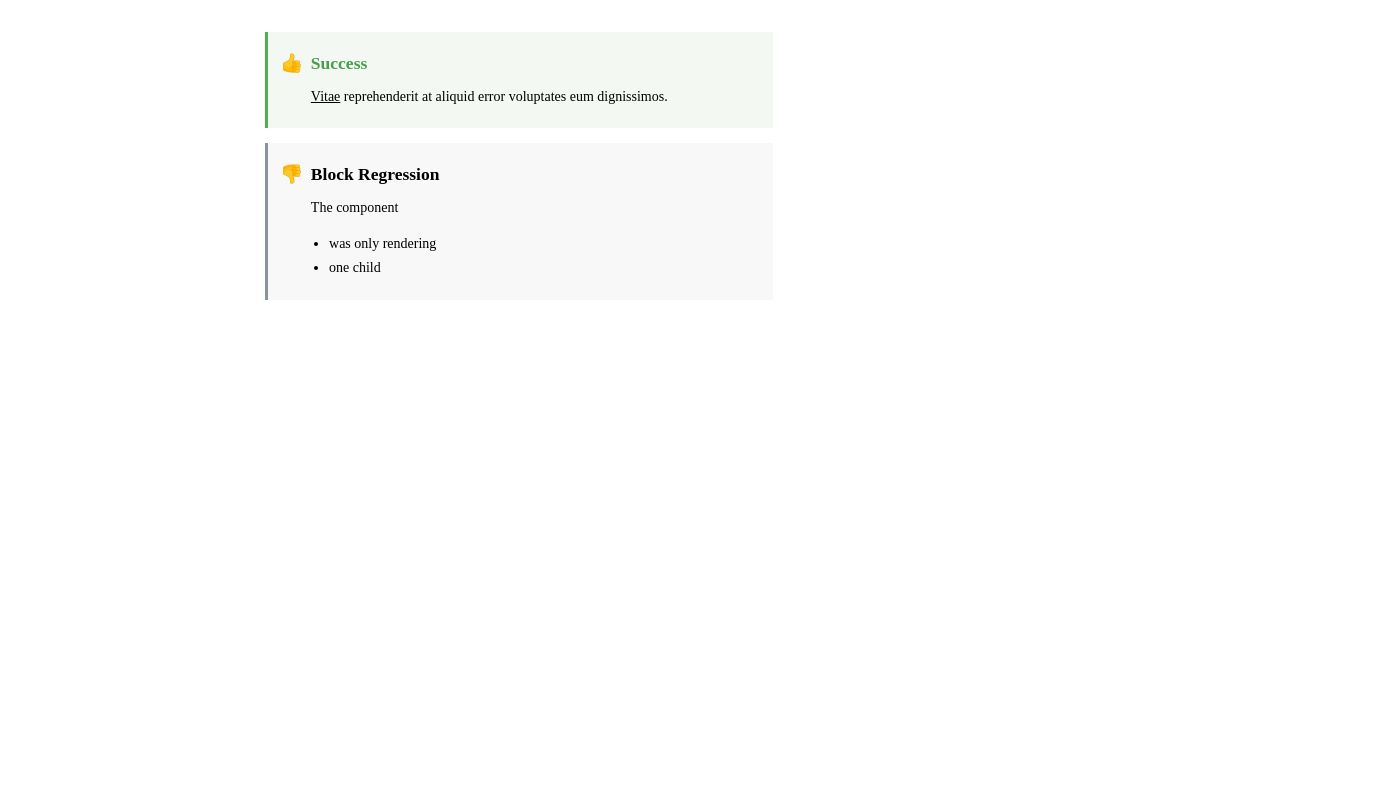 👍 Success
Vitae reprehenderit at aliquid error voluptates eum dignissimos.
👎 Block Regression
The component
• was only rendering
• one child